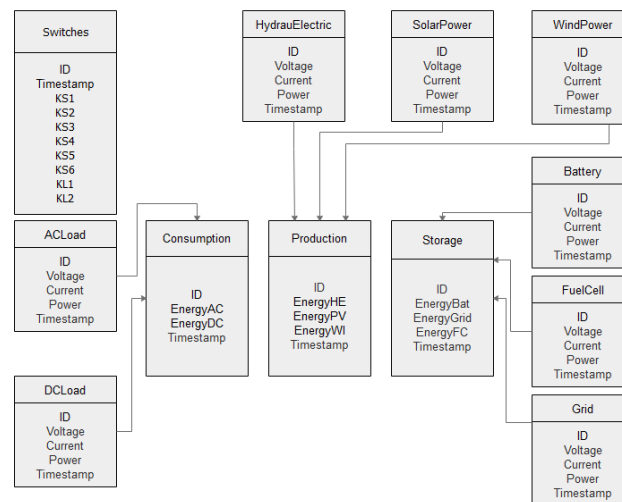 Switches
ID
Timestamp
KS1
KS2
KS3
KS4
KS5
KS6
KL1
KL2
HydrauElectric
ID
Voltage
Current
Power
Timestamp
SolarPower
ID
Voltage
Current
Power
Timestamp
WindPower
ID
Voltage
Current
Power
Timestamp
ACLoad
ID
Voltage
Current
Power
Timestamp
Consumption
ID
EnergyAC
EnergyDC
Timestamp
Production
ID
EnergyHE
EnergyPV
EnergyWI
Timestamp
Storage
ID
EnergyBat
EnergyGrid
EnergyFC
Timestamp
Battery
ID
Voltage
Current
Power
Timestamp
FuelCell
ID
Voltage
Current
Power
Timestamp
DCLoad
ID
Voltage
Current
Power
Timestamp
Grid
ID
Voltage
Current
Power
Timestamp